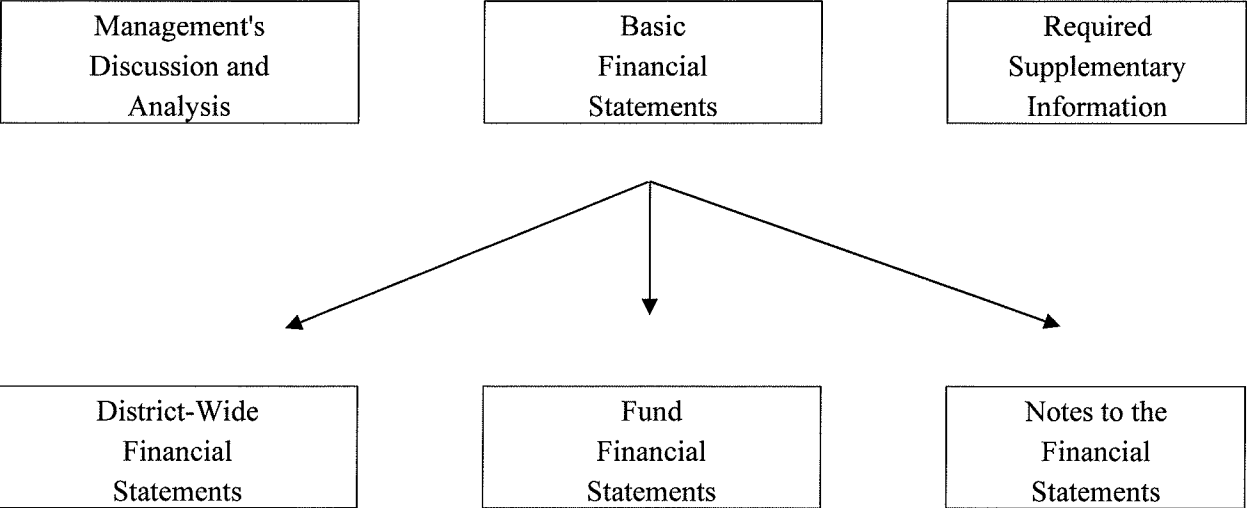 Management's
Discussion and
Analysis
Basic
Financial
Statements
Required
Supplementary
Information
District-Wide
Financial
Statements
Fund
Financial
Statements
Notes to the
Financial
Statements